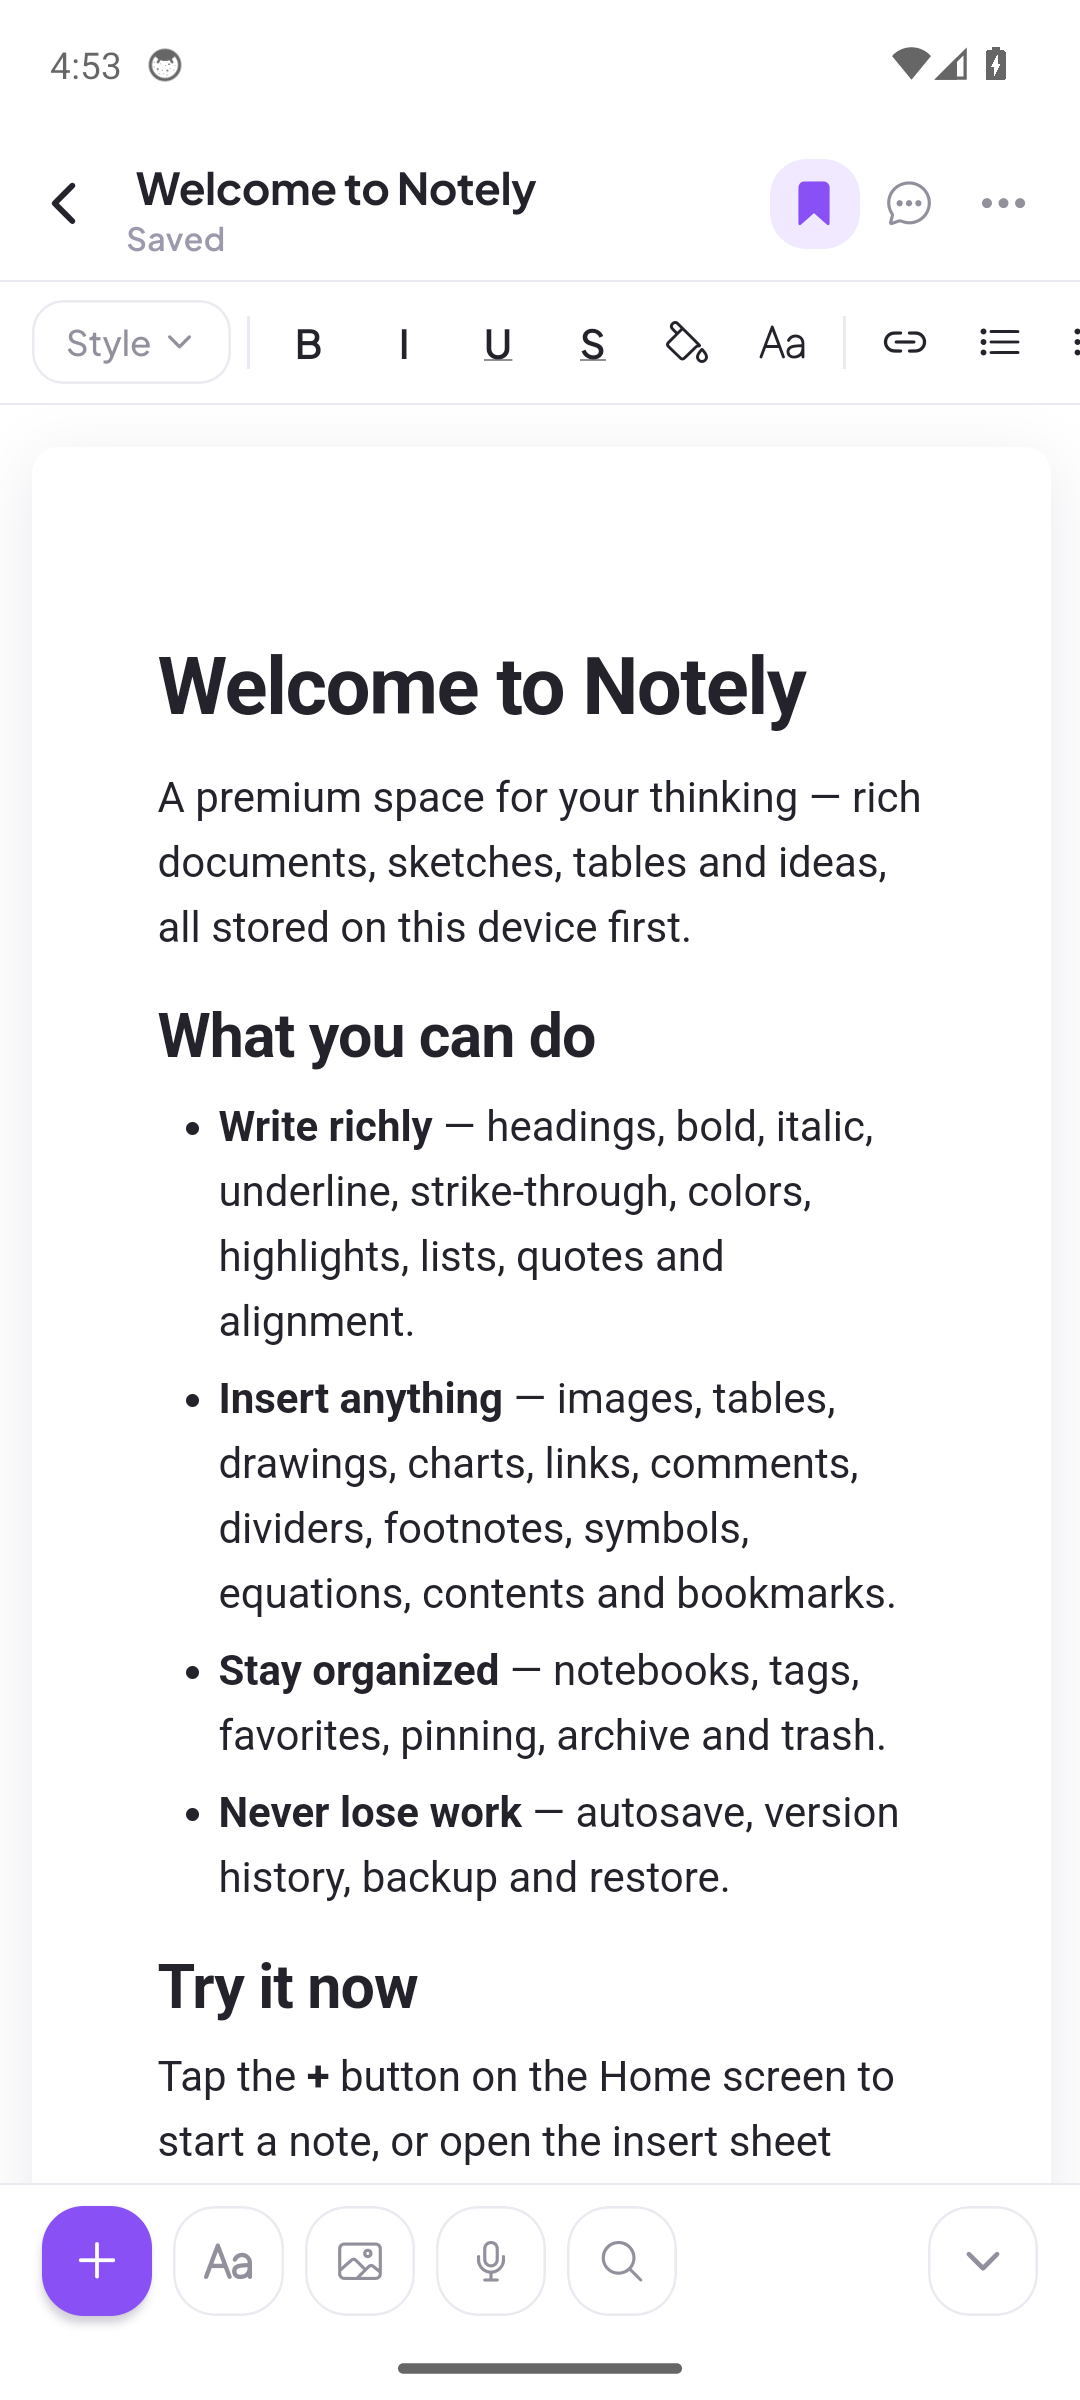 4:53
Welcome to Notely
Saved
Style
B
I
U
S
Aa
Welcome to Notely
A premium space for your thinking — rich
documents, sketches, tables and ideas,
all stored on this device first.
What you can do
• Write richly — headings, bold, italic,
underline, strike-through, colors,
highlights, lists, quotes and
alignment.
• Insert anything — images, tables,
drawings, charts, links, comments,
dividers, footnotes, symbols,
equations, contents and bookmarks.
• Stay organized — notebooks, tags,
favorites, pinning, archive and trash.
• Never lose work — autosave, version
history, backup and restore.
Try it now
Tap the + button on the Home screen to
start a note, or open the insert sheet
Aa